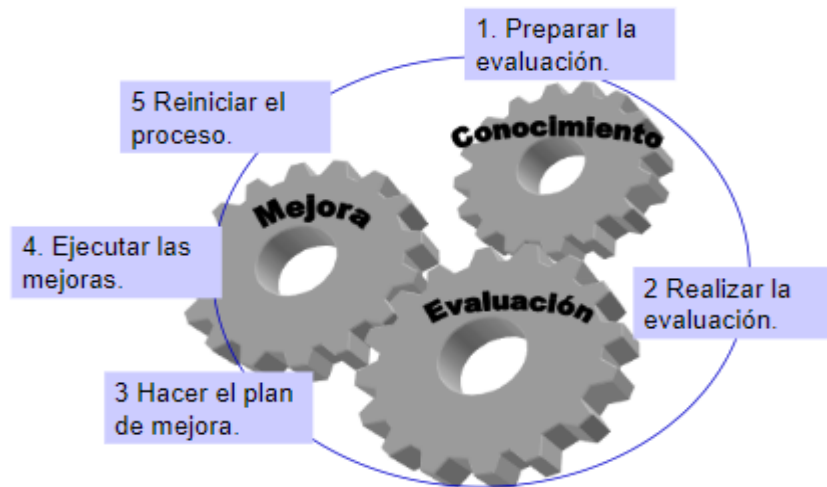 1. Preparar la
evaluación.
5 Reiniciar el
proceso.
Conocimiento
Mejora
4. Ejecutar las
mejoras.
2 Realizar la
evaluación.
Evaluación
3 Hacer el plan
de mejora.